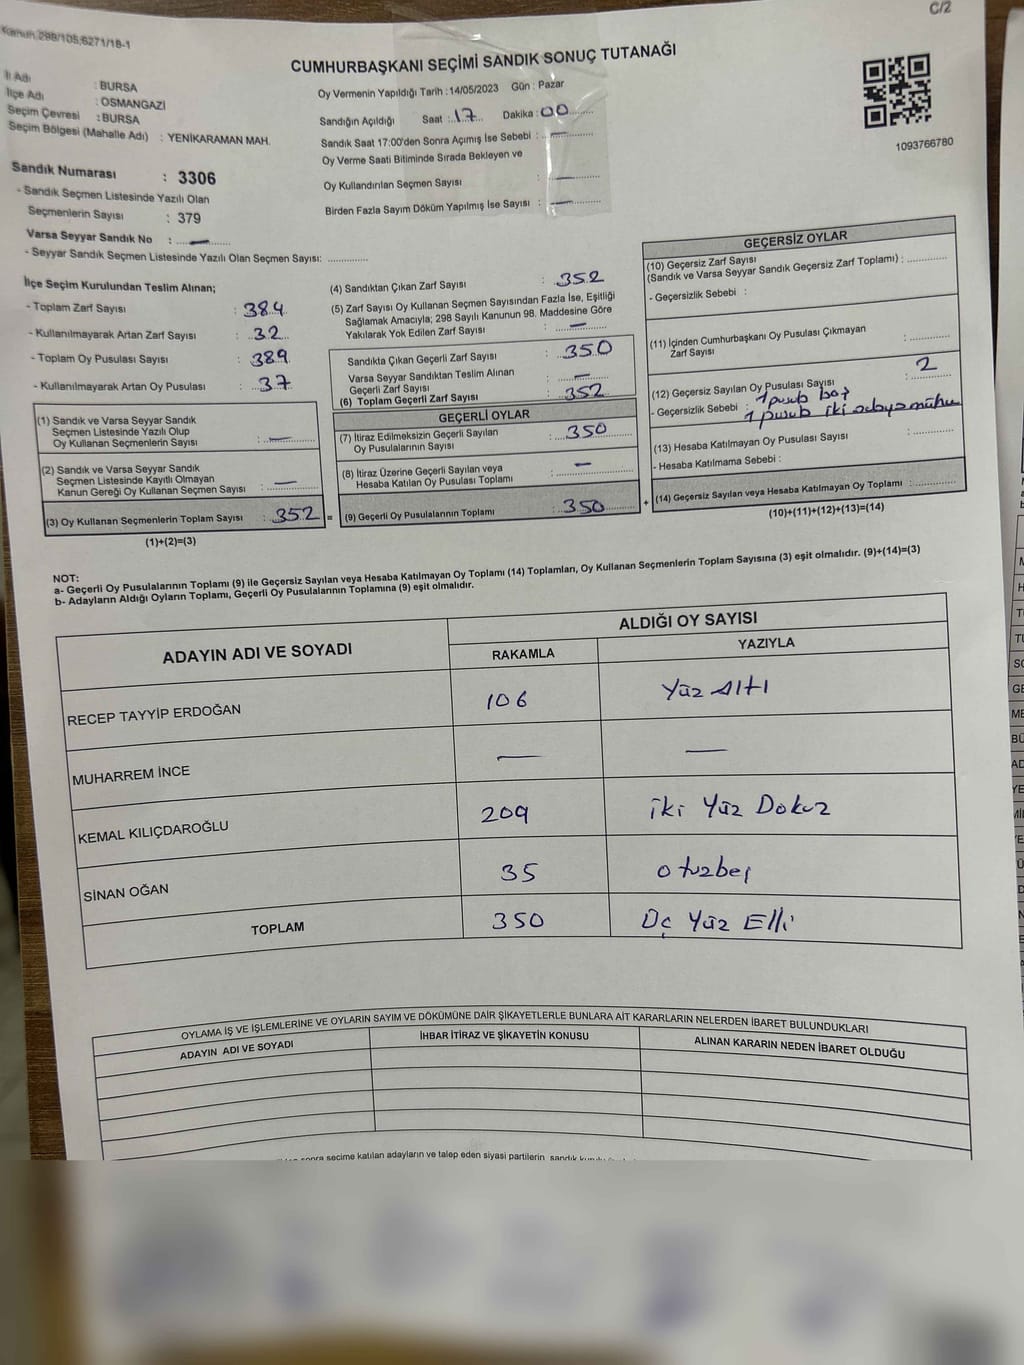 Kanun:298/105,6271/18-1
C/2
CUMHURBAŞKANI SEÇİMİ SANDIK SONUÇ TUTANAĞI
İl Adı : BURSA
İlçe Adı : OSMANGAZİ
Seçim Çevresi : BURSA
Seçim Bölgesi (Mahalle Adı) : YENİKARAMAN MAH.
Oy Vermenin Yapıldığı Tarih : 14/05/2023 Gün : Pazar
Sandığın Açıldığı Saat : 17 Dakika : 00
Sandık Saat 17:00'den Sonra Açımış İse Sebebi : —
Oy Verme Saati Bitiminde Sırada Bekleyen ve
Oy Kullandırılan Seçmen Sayısı : —
Birden Fazla Sayım Döküm Yapılmış İse Sayısı : —
1093766780
Sandık Numarası : 3306
- Sandık Seçmen Listesinde Yazılı Olan
Seçmenlerin Sayısı : 379
Varsa Seyyar Sandık No : —
- Seyyar Sandık Seçmen Listesinde Yazılı Olan Seçmen Sayısı: ..............
İlçe Seçim Kurulundan Teslim Alınan;
- Toplam Zarf Sayısı : 384
- Kullanılmayarak Artan Zarf Sayısı : 32
- Toplam Oy Pusulası Sayısı : 389
- Kullanılmayarak Artan Oy Pusulası : 37
(1) Sandık ve Varsa Seyyar Sandık
Seçmen Listesinde Yazılı Olup
Oy Kullanan Seçmenlerin Sayısı : —
(2) Sandık ve Varsa Seyyar Sandık
Seçmen Listesinde Kayıtlı Olmayan
Kanun Gereği Oy Kullanan Seçmen Sayısı : —
(3) Oy Kullanan Seçmenlerin Toplam Sayısı : 352 =
(1)+(2)=(3)
(4) Sandıktan Çıkan Zarf Sayısı : 352
(5) Zarf Sayısı Oy Kullanan Seçmen Sayısından Fazla İse, Eşitliği
Sağlamak Amacıyla; 298 Sayılı Kanunun 98. Maddesine Göre
Yakılarak Yok Edilen Zarf Sayısı : —
Sandıkta Çıkan Geçerli Zarf Sayısı : 350
Varsa Seyyar Sandıktan Teslim Alınan
Geçerli Zarf Sayısı : —
(6) Toplam Geçerli Zarf Sayısı : 352
GEÇERLİ OYLAR
(7) İtiraz Edilmeksizin Geçerli Sayılan
Oy Pusulalarının Sayısı : 350
(8) İtiraz Üzerine Geçerli Sayılan veya
Hesaba Katılan Oy Pusulası Toplamı : —
(9) Geçerli Oy Pusulalarının Toplamı : 350 +
GEÇERSİZ OYLAR
(10) Geçersiz Zarf Sayısı
(Sandık ve Varsa Seyyar Sandık Geçersiz Zarf Toplamı) : ............
- Geçersizlik Sebebi :
(11) İçinden Cumhurbaşkanı Oy Pusulası Çıkmayan
Zarf Sayısı : ............
(12) Geçersiz Sayılan Oy Pusulası Sayısı : 2
- Geçersizlik Sebebi : 1 pusula boş
1 pusula iki adaya mühür
(13) Hesaba Katılmayan Oy Pusulası Sayısı : ............
- Hesaba Katılmama Sebebi :
(14) Geçersiz Sayılan veya Hesaba Katılmayan Oy Toplamı : ............
(10)+(11)+(12)+(13)=(14)
NOT:
a- Geçerli Oy Pusulalarının Toplamı (9) ile Geçersiz Sayılan veya Hesaba Katılmayan Oy Toplamı (14) Toplamları, Oy Kullanan Seçmenlerin Toplam Sayısına (3) eşit olmalıdır. (9)+(14)=(3)
b- Adayların Aldığı Oyların Toplamı, Geçerli Oy Pusulalarının Toplamına (9) eşit olmalıdır.
ADAYIN ADI VE SOYADI
ALDIĞI OY SAYISI
RAKAMLA YAZIYLA
RECEP TAYYİP ERDOĞAN 106 Yüz Altı
MUHARREM İNCE — —
KEMAL KILIÇDAROĞLU 209 iki Yüz Dokuz
SİNAN OĞAN 35 otuzbeş
TOPLAM 350 Üç Yüz Elli
OYLAMA İŞ VE İŞLEMLERİNE VE OYLARIN SAYIM VE DÖKÜMÜNE DAİR ŞİKAYETLERLE BUNLARA AİT KARARLARIN NELERDEN İBARET BULUNDUKLARI
ADAYIN ADI VE SOYADI İHBAR İTİRAZ VE ŞİKAYETİN KONUSU ALINAN KARARIN NEDEN İBARET OLDUĞU
sonra seçime katılan adayların ve talep eden siyasi partilerin sandık